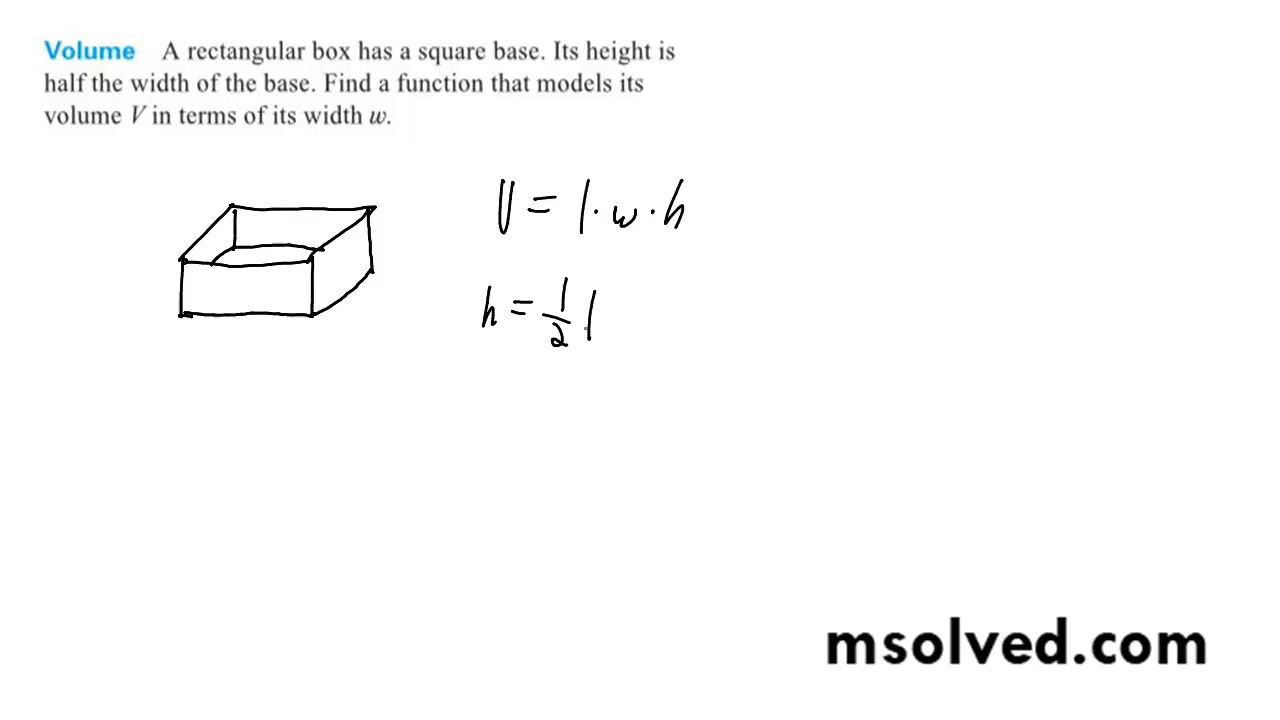 Volume A rectangular box has a square base. Its height is
half the width of the base. Find a function that models its
volume V in terms of its width w.
V = l · w · h
h = 1/2 l
msolved.com